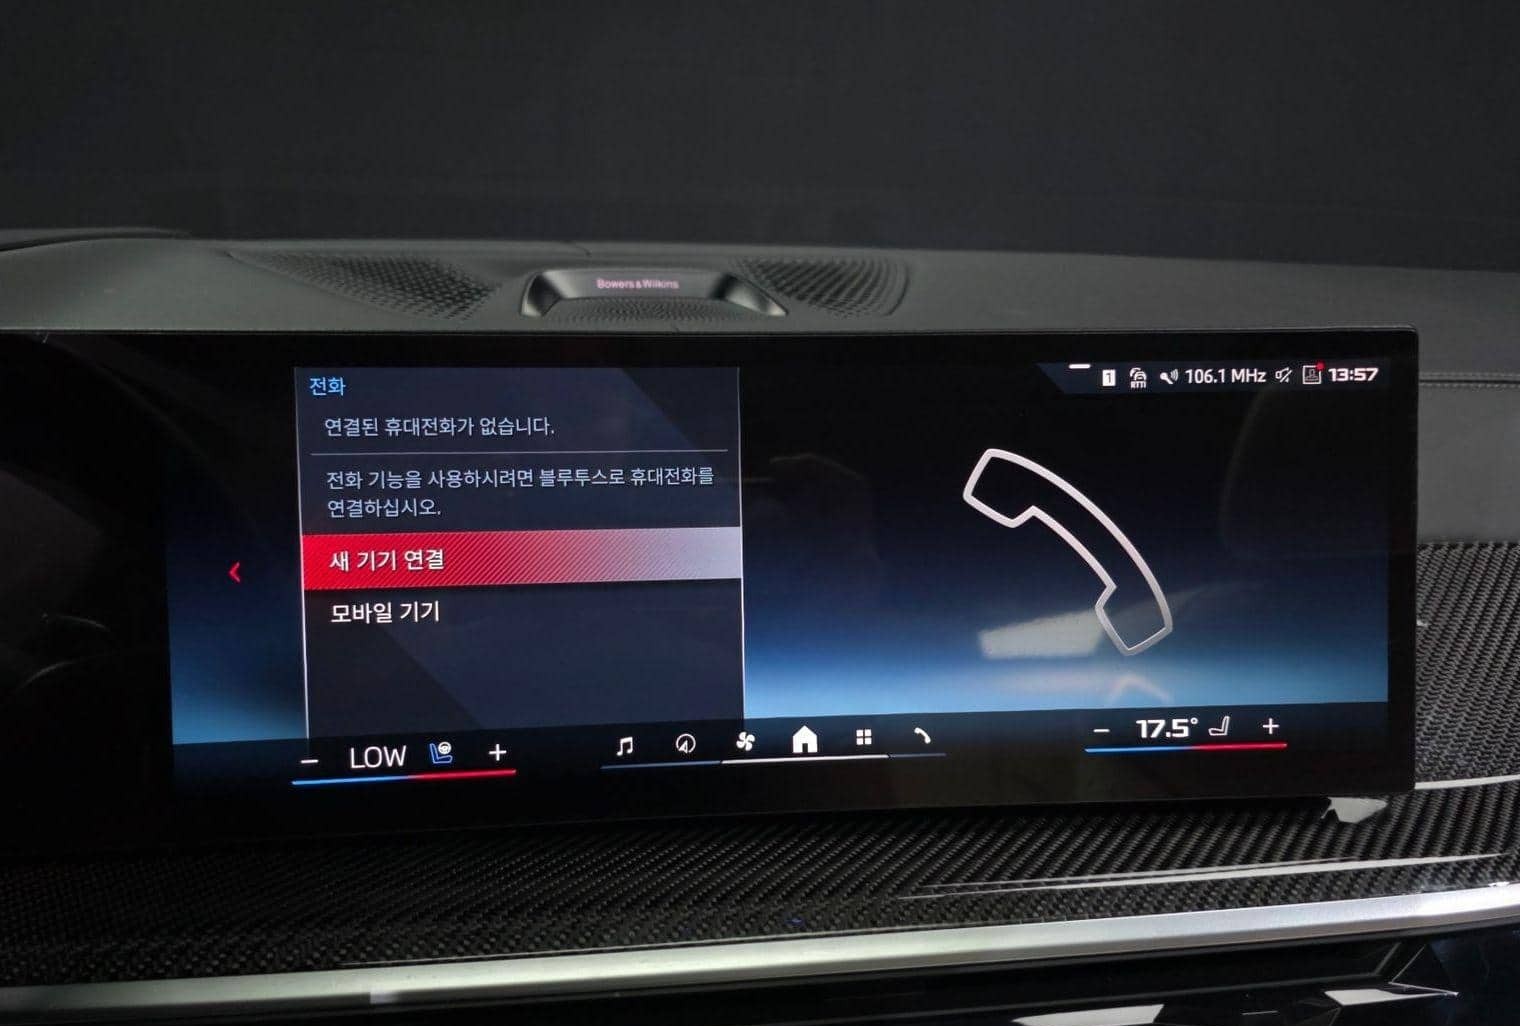 Bowers & Wilkins
전화
1 RTTI 106.1 MHz 13:57
연결된 휴대전화가 없습니다.
전화 기능을 사용하시려면 블루투스로 휴대전화를
연결하십시오.
새 기기 연결
모바일 기기
− LOW +
− 17.5° +